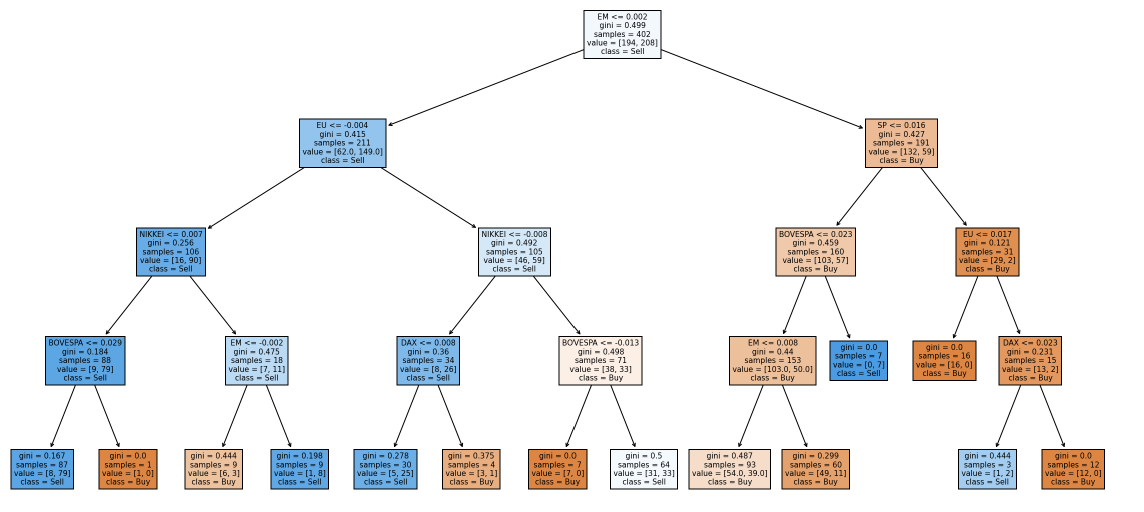 EM <= 0.002
gini = 0.499
samples = 402
value = [194, 208]
class = Sell
EU <= -0.004
gini = 0.415
samples = 211
value = [62.0, 149.0]
class = Sell
SP <= 0.016
gini = 0.427
samples = 191
value = [132, 59]
class = Buy
NIKKEI <= 0.007
gini = 0.256
samples = 106
value = [16, 90]
class = Sell
NIKKEI <= -0.008
gini = 0.492
samples = 105
value = [46, 59]
class = Sell
BOVESPA <= 0.023
gini = 0.459
samples = 160
value = [103, 57]
class = Buy
EU <= 0.017
gini = 0.121
samples = 31
value = [29, 2]
class = Buy
BOVESPA <= 0.029
gini = 0.184
samples = 88
value = [9, 79]
class = Sell
EM <= -0.002
gini = 0.475
samples = 18
value = [7, 11]
class = Sell
DAX <= 0.008
gini = 0.36
samples = 34
value = [8, 26]
class = Sell
BOVESPA <= -0.013
gini = 0.498
samples = 71
value = [38, 33]
class = Buy
EM <= 0.008
gini = 0.44
samples = 153
value = [103.0, 50.0]
class = Buy
gini = 0.0
samples = 7
value = [0, 7]
class = Sell
gini = 0.0
samples = 16
value = [16, 0]
class = Buy
DAX <= 0.023
gini = 0.231
samples = 15
value = [13, 2]
class = Buy
gini = 0.167
samples = 87
value = [8, 79]
class = Sell
gini = 0.0
samples = 1
value = [1, 0]
class = Buy
gini = 0.444
samples = 9
value = [6, 3]
class = Buy
gini = 0.198
samples = 9
value = [1, 8]
class = Sell
gini = 0.278
samples = 30
value = [5, 25]
class = Sell
gini = 0.375
samples = 4
value = [3, 1]
class = Buy
gini = 0.0
samples = 7
value = [7, 0]
class = Buy
gini = 0.5
samples = 64
value = [31, 33]
class = Sell
gini = 0.487
samples = 93
value = [54.0, 39.0]
class = Buy
gini = 0.299
samples = 60
value = [49, 11]
class = Buy
gini = 0.444
samples = 3
value = [1, 2]
class = Sell
gini = 0.0
samples = 12
value = [12, 0]
class = Buy